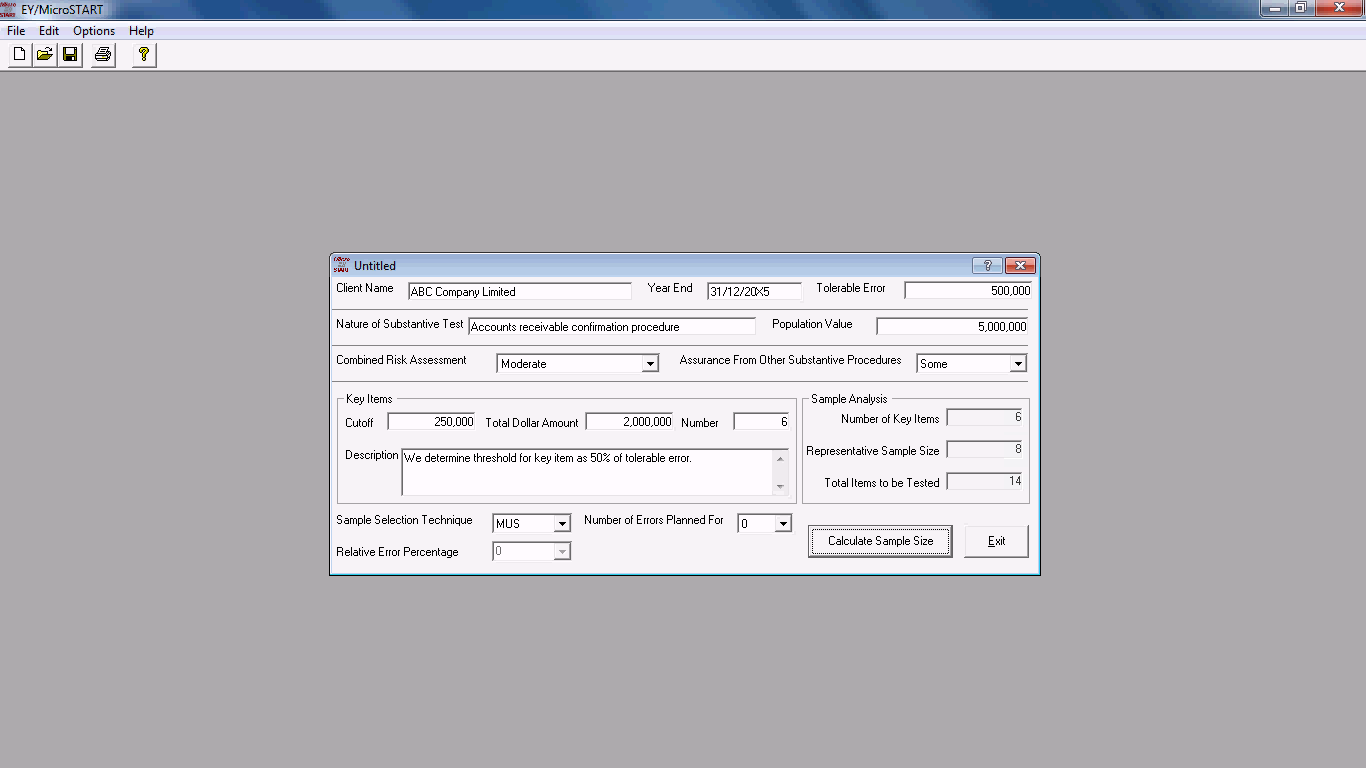 EY/MicroSTART
File Edit Options Help
Untitled
Client Name ABC Company Limited Year End 31/12/20X5 Tolerable Error 500,000
Nature of Substantive Test Accounts receivable confirmation procedure Population Value 5,000,000
Combined Risk Assessment Moderate Assurance From Other Substantive Procedures Some
Key Items
Cutoff 250,000 Total Dollar Amount 2,000,000 Number 6
Description We determine threshold for key item as 50% of tolerable error.
Sample Analysis
Number of Key Items 6
Representative Sample Size 8
Total Items to be Tested 14
Sample Selection Technique MUS Number of Errors Planned For 0
Relative Error Percentage 0
Calculate Sample Size Exit